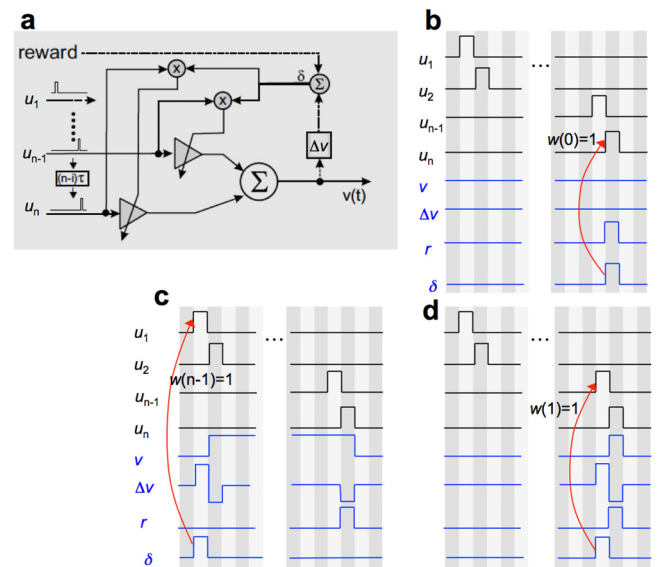 a
reward
x
δ
Σ
u1
x
un-1
Δv
(n-i)τ
Σ
v(t)
un
b
u1
...
u2
un-1
w(0)=1
un
v
Δv
r
δ
c
u1
...
u2
w(n-1)=1
un-1
un
v
Δv
r
δ
d
u1
...
u2
un-1
w(1)=1
un
v
Δv
r
δ